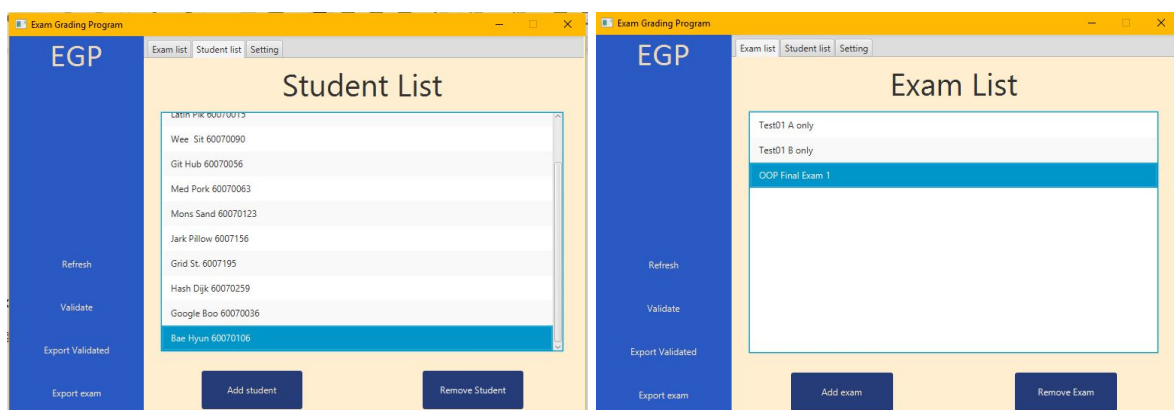 Exam Grading Program
EGP
Exam list Student list Setting
Student List
Latin Pik 60070015
Wee Sit 60070090
Git Hub 60070056
Med Pork 60070063
Mons Sand 60070123
Jark Pillow 6007156
Grid St. 6007195
Hash Dijk 60070259
Google Boo 60070036
Bae Hyun 60070106
Refresh
Validate
Export Validated
Export exam
Add student
Remove Student
Exam Grading Program
EGP
Exam list Student list Setting
Exam List
Test01 A only
Test01 B only
OOP Final Exam 1
Refresh
Validate
Export Validated
Export exam
Add exam
Remove Exam